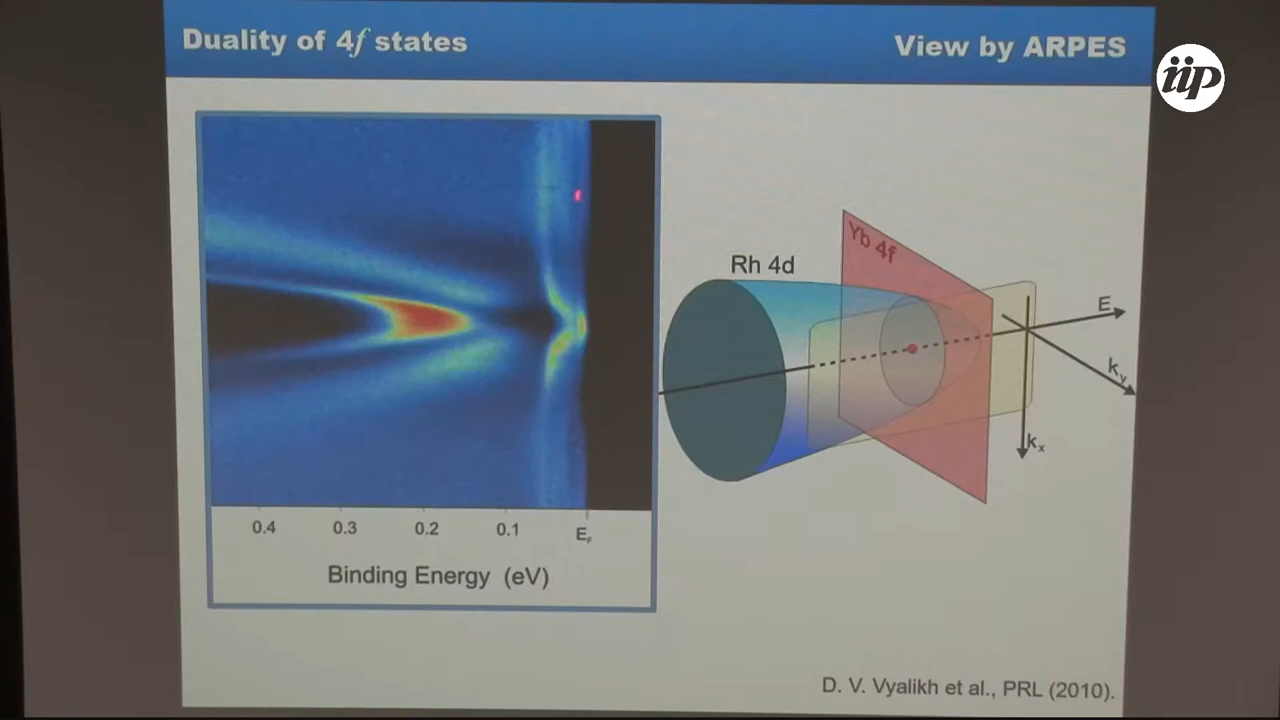 Duality of 4f states
View by ARPES
iip
Rh 4d
Yb 4f
E
ky
kx
0.4 0.3 0.2 0.1 EF
Binding Energy (eV)
D. V. Vyalikh et al., PRL (2010).